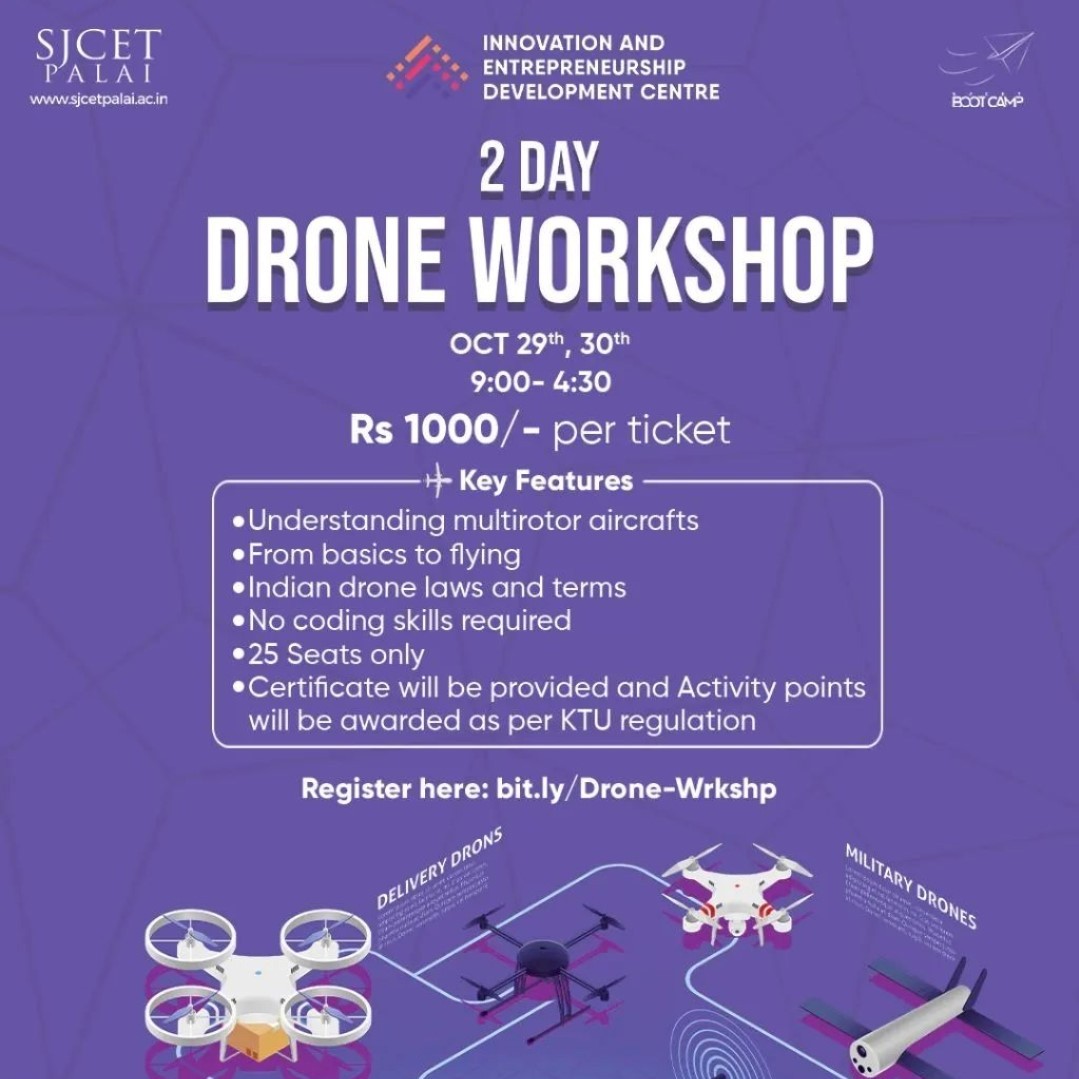 SJCET
PALAI
www.sjcetpalai.ac.in
INNOVATION AND
ENTREPRENEURSHIP
DEVELOPMENT CENTRE
BOOT CAMP
2 DAY
DRONE WORKSHOP
OCT 29th, 30th
9:00- 4:30
Rs 1000/- per ticket
Key Features
•Understanding multirotor aircrafts
•From basics to flying
•Indian drone laws and terms
•No coding skills required
•25 Seats only
•Certificate will be provided and Activity points
will be awarded as per KTU regulation
Register here: bit.ly/Drone-Wrkshp
DELIVERY DRONS
MILITARY DRONES